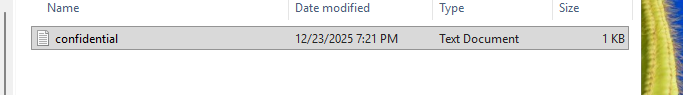 Name Date modified Type Size
confidential 12/23/2025 7:21 PM Text Document 1 KB